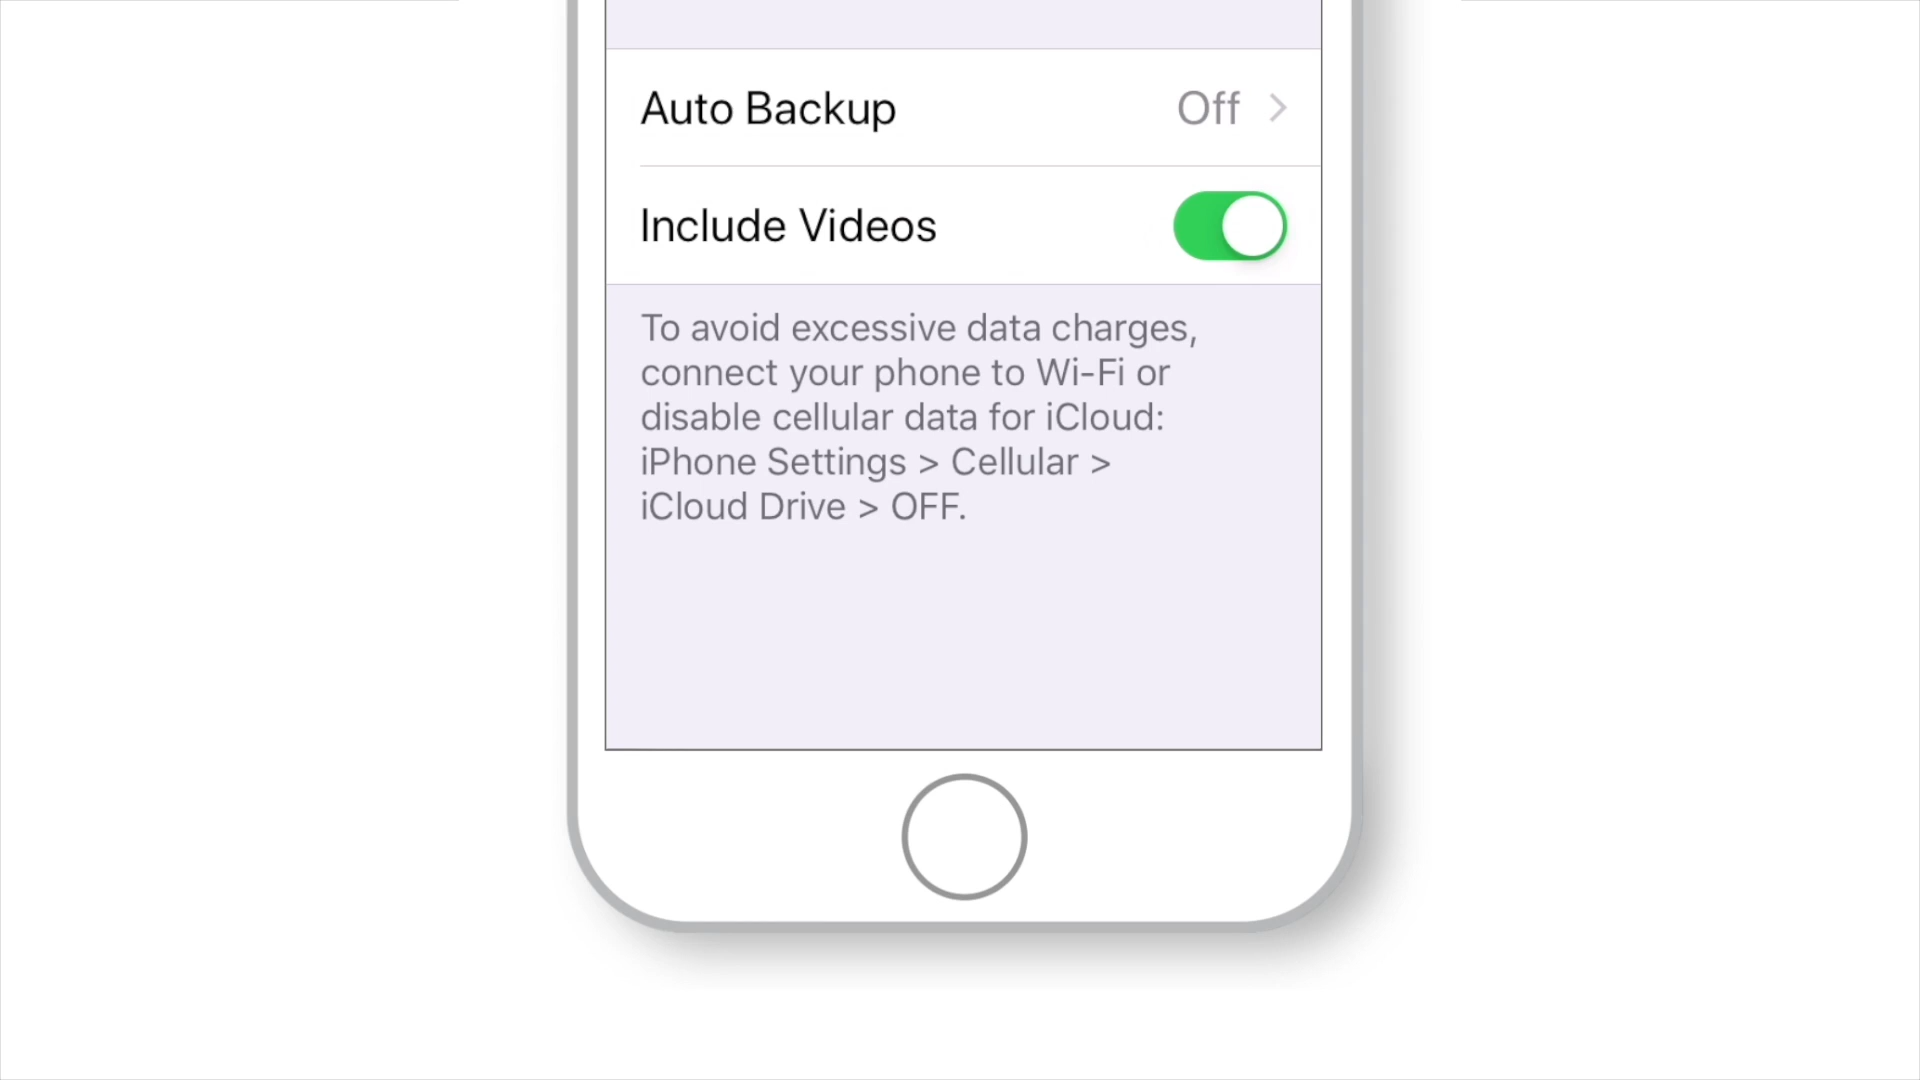 Auto Backup Off >
Include Videos
To avoid excessive data charges,
connect your phone to Wi-Fi or
disable cellular data for iCloud:
iPhone Settings > Cellular >
iCloud Drive > OFF.